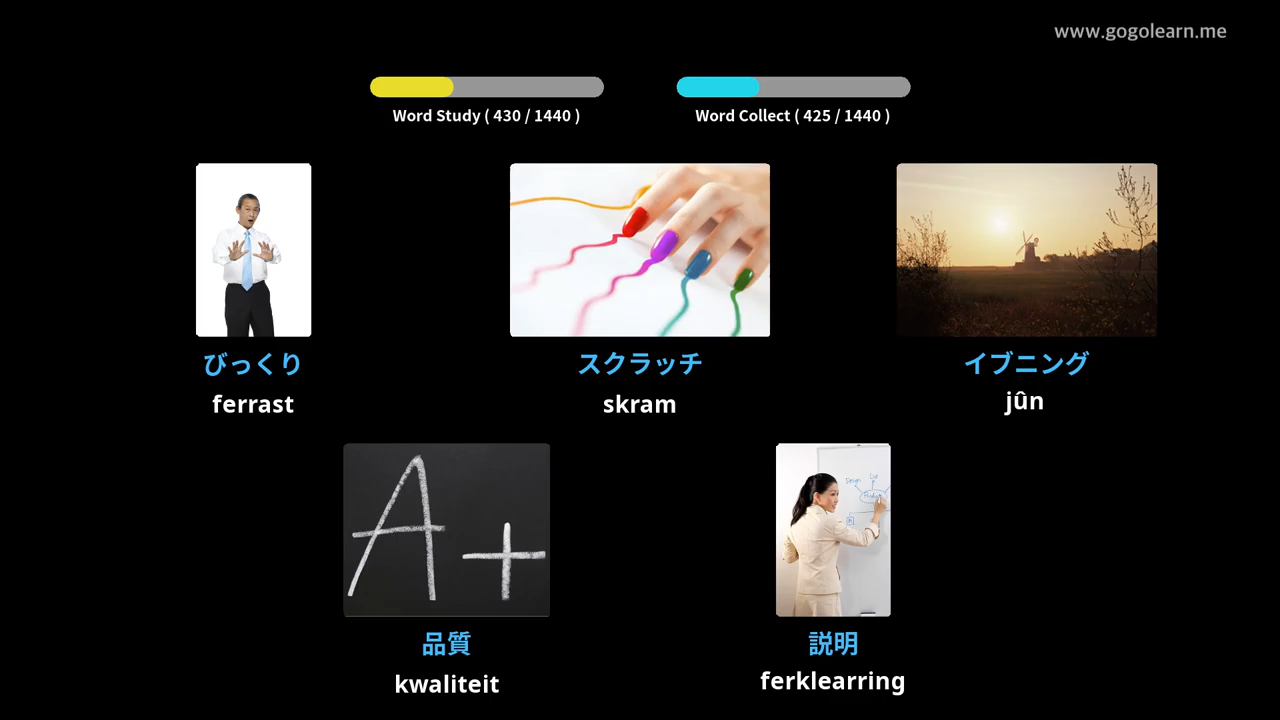 www.gogolearn.me
Word Study ( 430 / 1440 )
Word Collect ( 425 / 1440 )
びっくり
ferrast
スクラッチ
skram
イブニング
jûn
A+
品質
kwaliteit
Design
説明
ferklearring